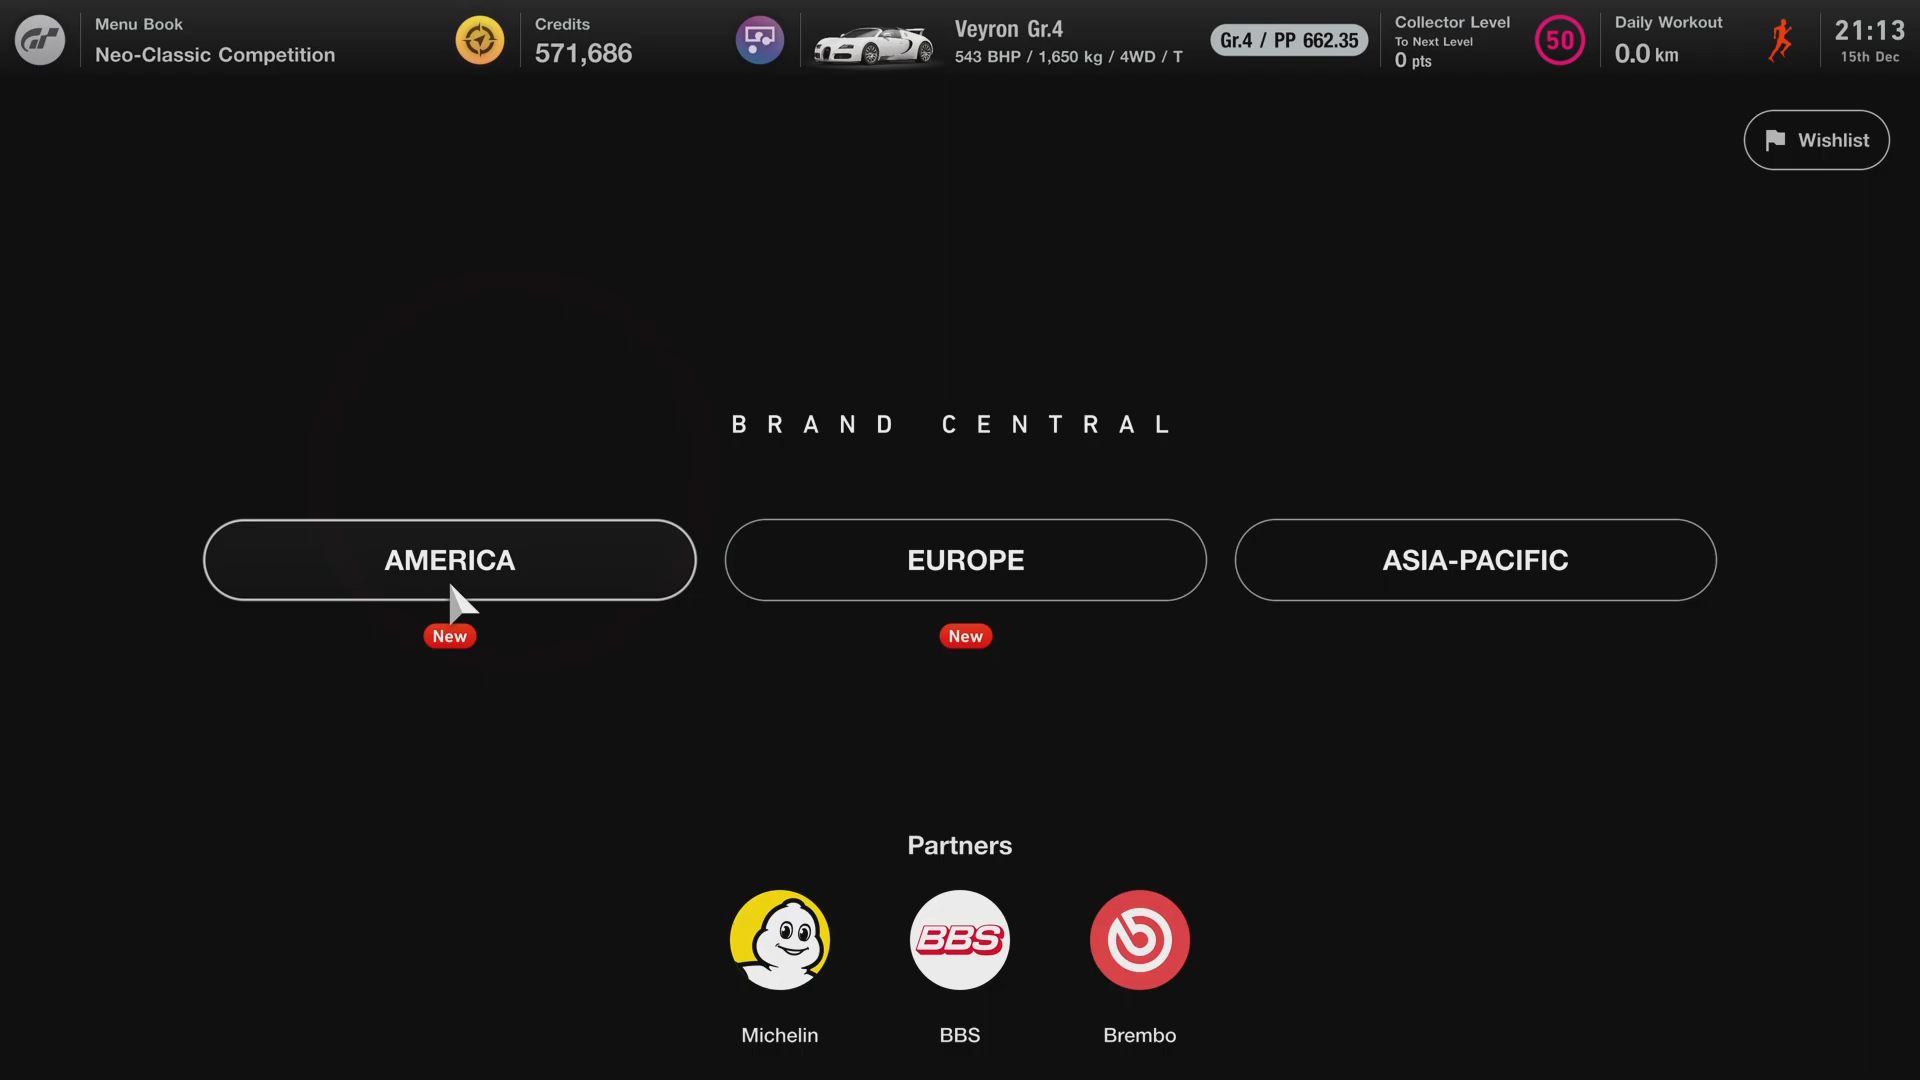 Menu Book
Neo-Classic Competition
Credits
571,686
Veyron Gr.4
543 BHP / 1,650 kg / 4WD / T
Gr.4 / PP 662.35
Collector Level
To Next Level
0 pts
50
Daily Workout
0.0 km
21:13
15th Dec
Wishlist
BRAND CENTRAL
AMERICA
EUROPE
ASIA-PACIFIC
New
New
Partners
BBS
Michelin
BBS
Brembo